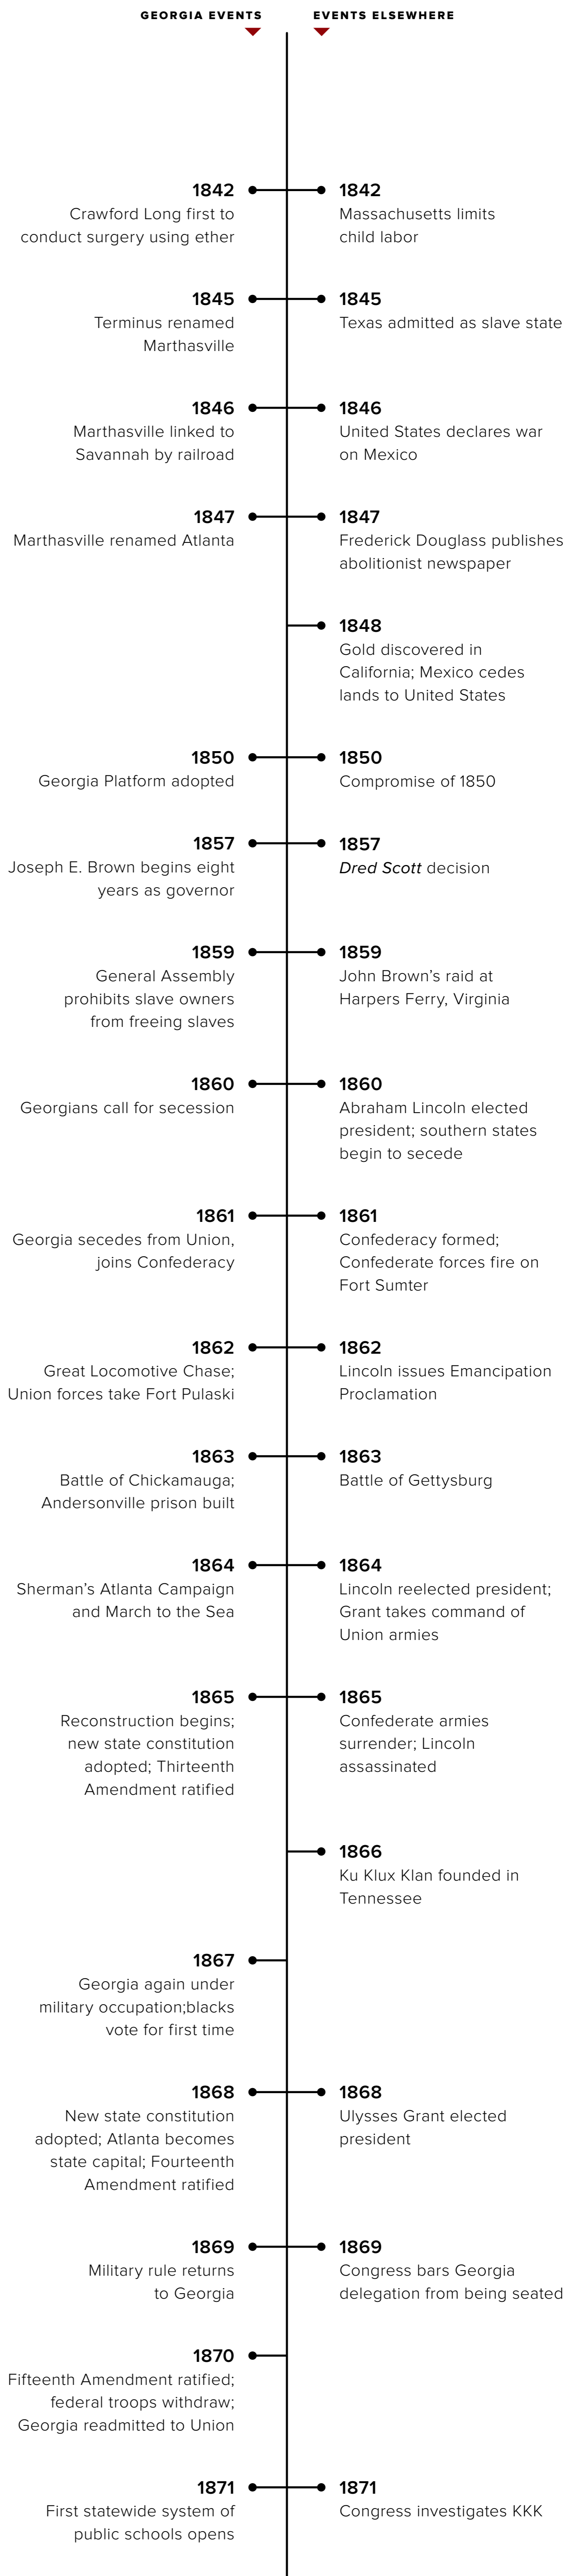 GEORGIA EVENTS
EVENTS ELSEWHERE
1842
Crawford Long first to
conduct surgery using ether
1842
Massachusetts limits
child labor
1845
Terminus renamed
Marthasville
1845
Texas admitted as slave state
1846
Marthasville linked to
Savannah by railroad
1846
United States declares war
on Mexico
1847
Marthasville renamed Atlanta
1847
Frederick Douglass publishes
abolitionist newspaper
1848
Gold discovered in
California; Mexico cedes
lands to United States
1850
Georgia Platform adopted
1850
Compromise of 1850
1857
Joseph E. Brown begins eight
years as governor
1857
Dred Scott decision
1859
General Assembly
prohibits slave owners
from freeing slaves
1859
John Brown’s raid at
Harpers Ferry, Virginia
1860
Georgians call for secession
1860
Abraham Lincoln elected
president; southern states
begin to secede
1861
Georgia secedes from Union,
joins Confederacy
1861
Confederacy formed;
Confederate forces fire on
Fort Sumter
1862
Great Locomotive Chase;
Union forces take Fort Pulaski
1862
Lincoln issues Emancipation
Proclamation
1863
Battle of Chickamauga;
Andersonville prison built
1863
Battle of Gettysburg
1864
Sherman’s Atlanta Campaign
and March to the Sea
1864
Lincoln reelected president;
Grant takes command of
Union armies
1865
Reconstruction begins;
new state constitution
adopted; Thirteenth
Amendment ratified
1865
Confederate armies
surrender; Lincoln
assassinated
1866
Ku Klux Klan founded in
Tennessee
1867
Georgia again under
military occupation;blacks
vote for first time
1868
New state constitution
adopted; Atlanta becomes
state capital; Fourteenth
Amendment ratified
1868
Ulysses Grant elected
president
1869
Military rule returns
to Georgia
1869
Congress bars Georgia
delegation from being seated
1870
Fifteenth Amendment ratified;
federal troops withdraw;
Georgia readmitted to Union
1871
First statewide system of
public schools opens
1871
Congress investigates KKK